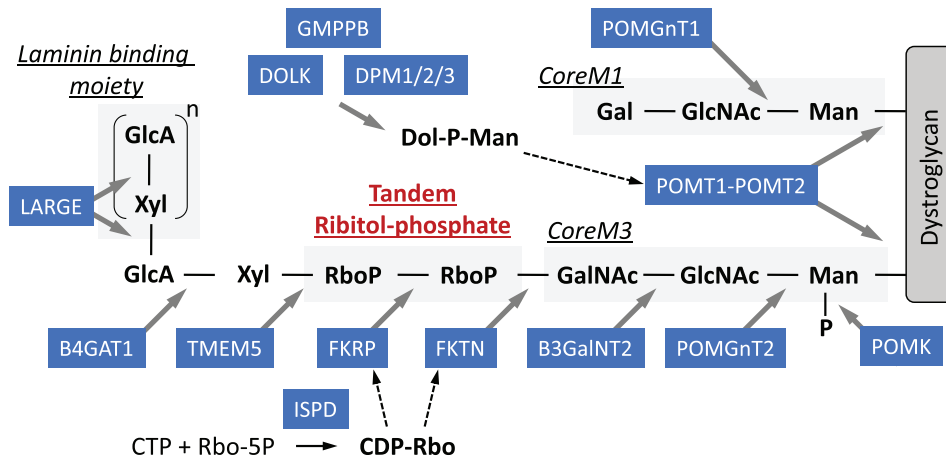 GMPPB
POMGnT1
Laminin binding
moiety
DOLK
DPM1/2/3
CoreM1
n
GlcA
Gal
GlcNAc
Man
Dol-P-Man
Xyl
LARGE
POMT1-POMT2
Dystroglycan
Tandem
Ribitol-phosphate
CoreM3
GlcA
Xyl
RboP
RboP
GalNAc
GlcNAc
Man
P
B4GAT1
TMEM5
FKRP
FKTN
B3GalNT2
POMGnT2
POMK
ISPD
CTP + Rbo-5P
CDP-Rbo